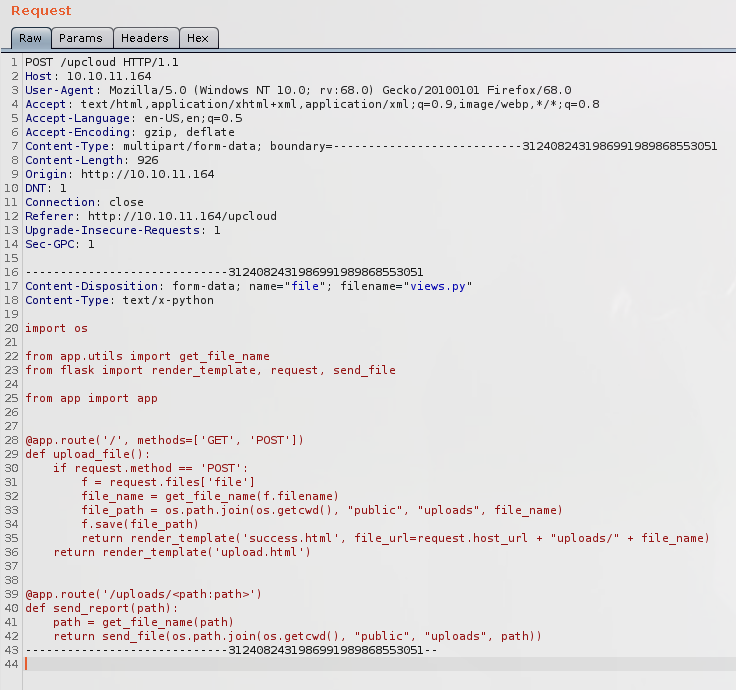 Request
Raw Params Headers Hex
1 POST /upcloud HTTP/1.1
2 Host: 10.10.11.164
3 User-Agent: Mozilla/5.0 (Windows NT 10.0; rv:68.0) Gecko/20100101 Firefox/68.0
4 Accept: text/html,application/xhtml+xml,application/xml;q=0.9,image/webp,*/*;q=0.8
5 Accept-Language: en-US,en;q=0.5
6 Accept-Encoding: gzip, deflate
7 Content-Type: multipart/form-data; boundary=---------------------------31240824319869919898685​53051
8 Content-Length: 926
9 Origin: http://10.10.11.164
10 DNT: 1
11 Connection: close
12 Referer: http://10.10.11.164/upcloud
13 Upgrade-Insecure-Requests: 1
14 Sec-GPC: 1
15
16 -----------------------------3124082431986991989868553051
17 Content-Disposition: form-data; name="file"; filename="views.py"
18 Content-Type: text/x-python
19
20 import os
21
22 from app.utils import get_file_name
23 from flask import render_template, request, send_file
24
25 from app import app
26
27
28 @app.route('/', methods=['GET', 'POST'])
29 def upload_file():
30     if request.method == 'POST':
31         f = request.files['file']
32         file_name = get_file_name(f.filename)
33         file_path = os.path.join(os.getcwd(), "public", "uploads", file_name)
34         f.save(file_path)
35         return render_template('success.html', file_url=request.host_url + "uploads/" + file_name)
36     return render_template('upload.html')
37
38
39 @app.route('/uploads/<path:path>')
40 def send_report(path):
41     path = get_file_name(path)
42     return send_file(os.path.join(os.getcwd(), "public", "uploads", path))
43 -----------------------------3124082431986991989868553051--
44